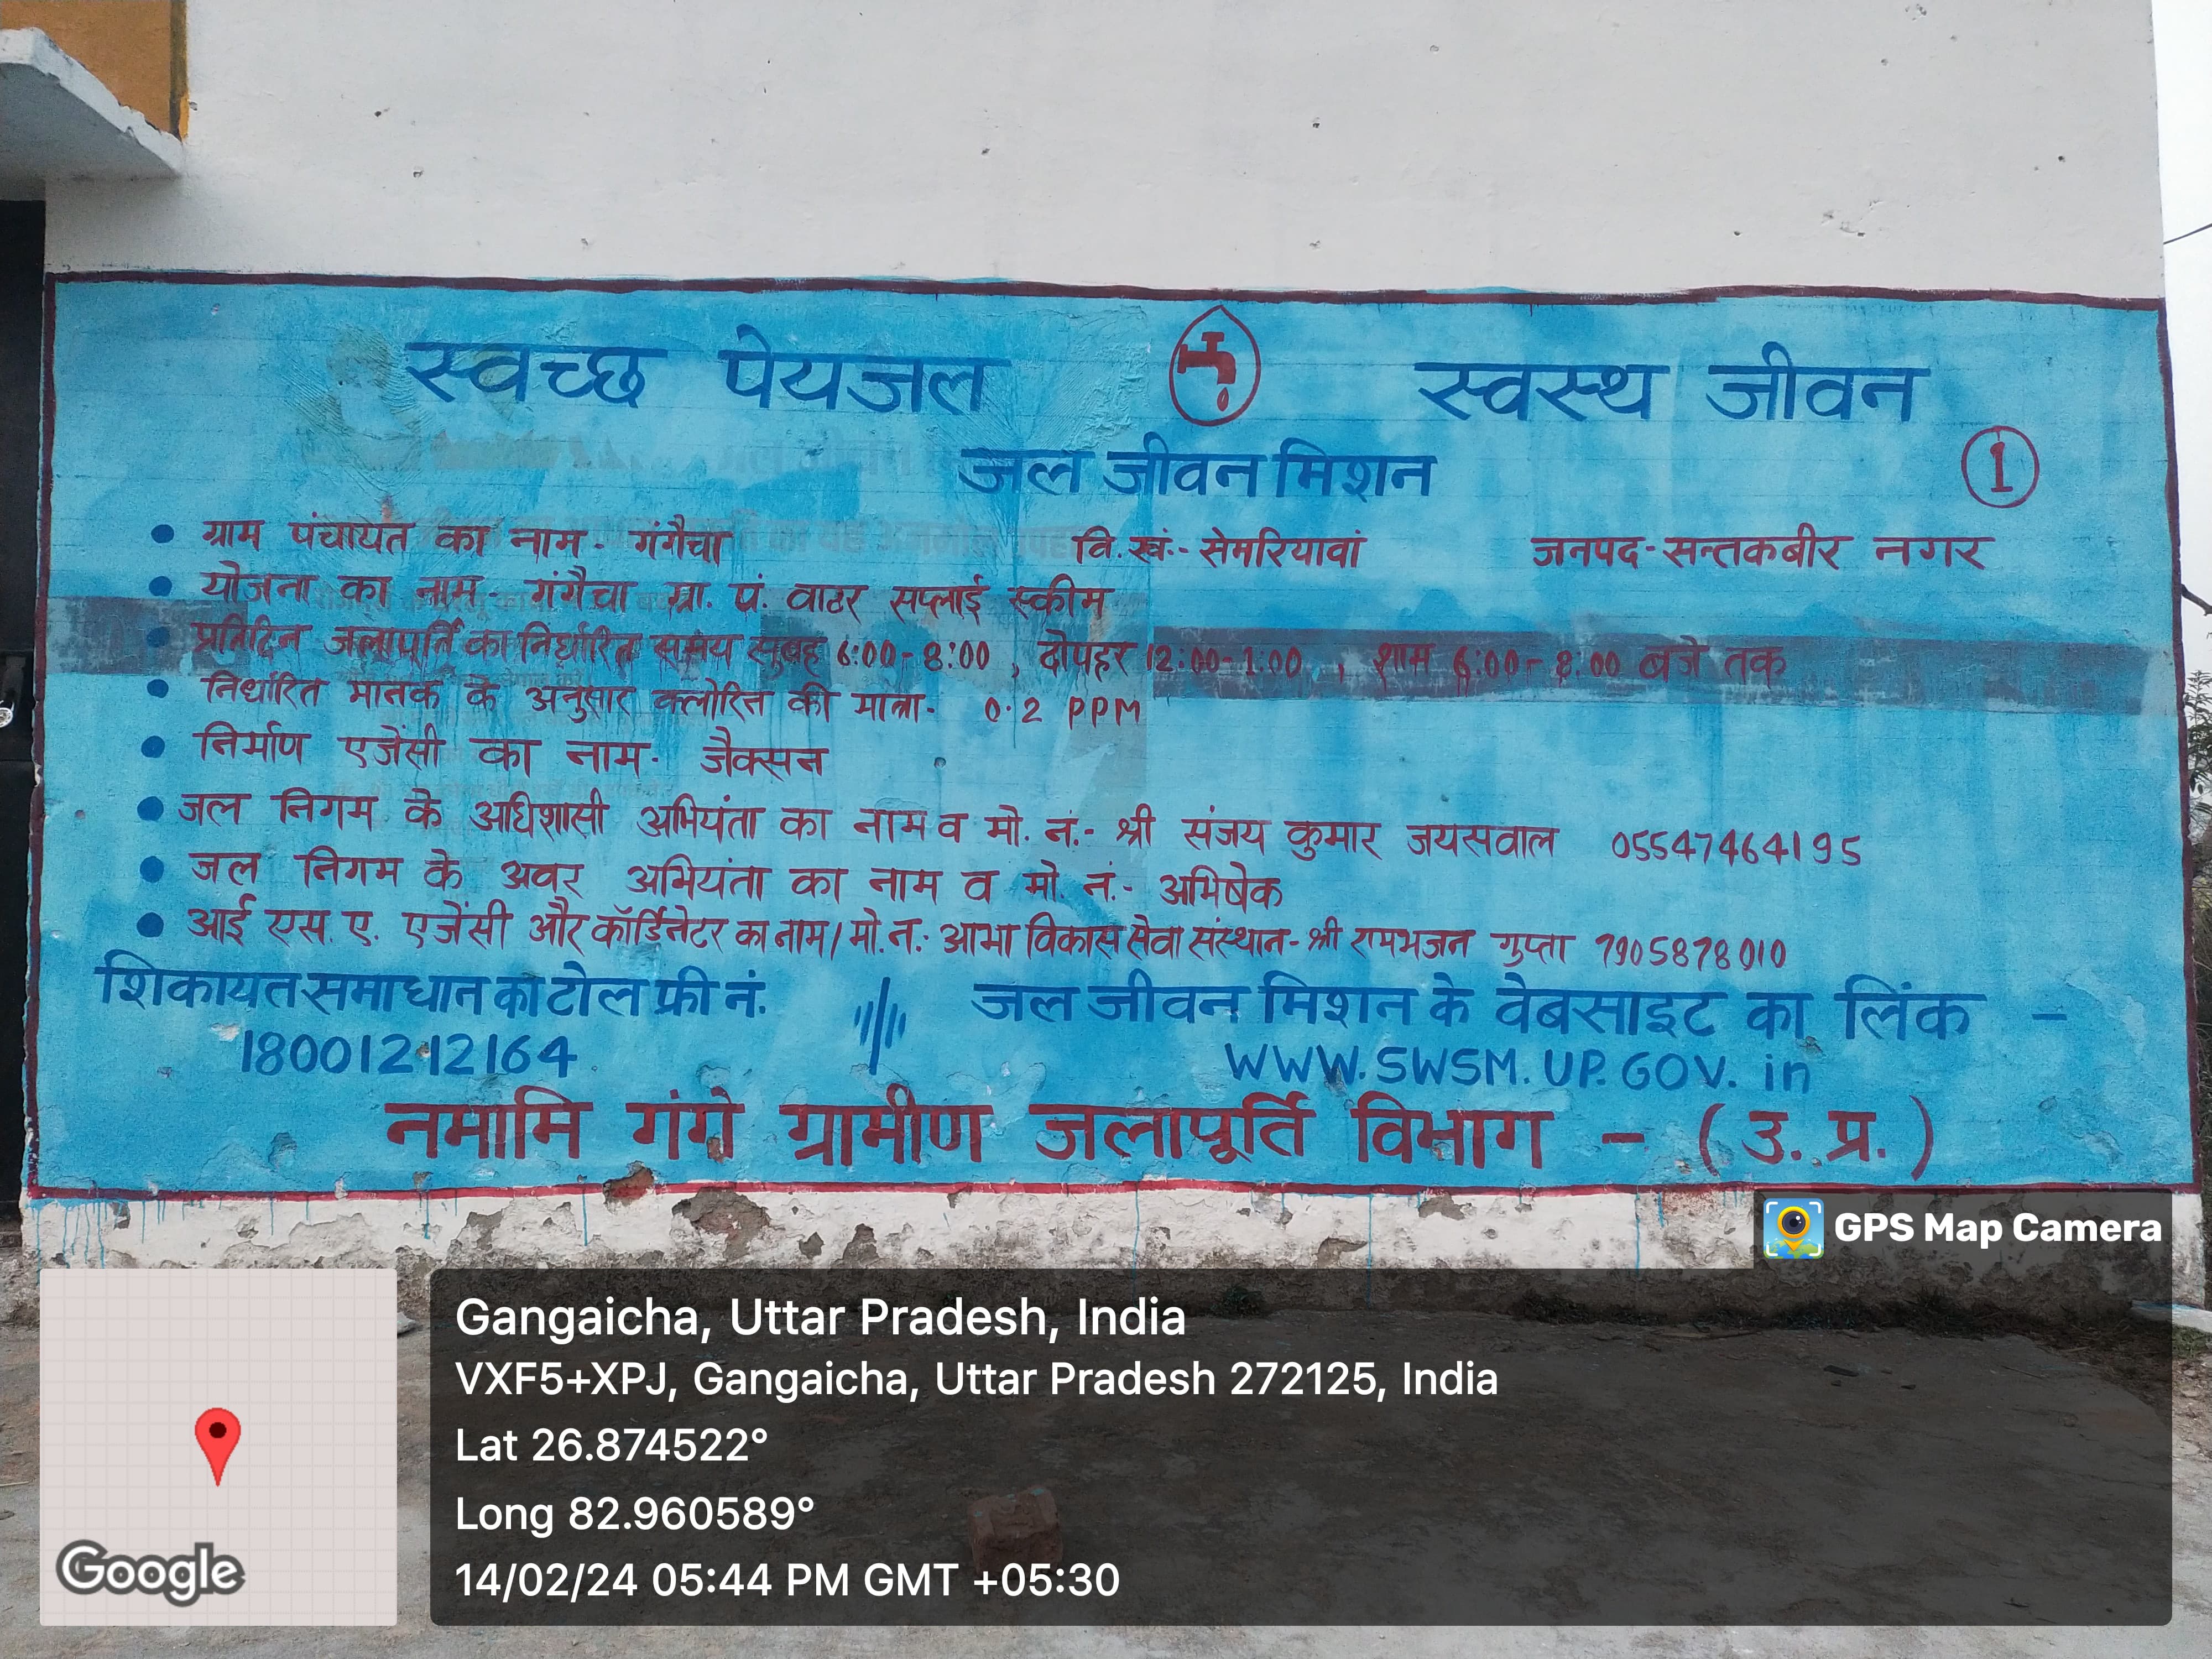 स्वच्छ पेयजल स्वस्थ जीवन
जल जीवन मिशन
1
ग्राम पंचायत का नाम- गंगैचा वि. खं:- सेमरियावां जनपद-सन्तकबीर नगर
योजना का नाम- गंगैचा ग्रा. पं. वाटर सप्लाई स्कीम
प्रतिदिन जलापूर्ति का निर्धारित समय सुबह 6:00-8:00 , दोपहर 12:00-1:00 , शाम 6:00-8:00 बजे तक
निर्धारित मानक के अनुसार क्लोरिन की मात्रा- 0.2 PPM
निर्माण एजेंसी का नाम- जैक्सन
जल निगम के अधिशासी अभियंता का नाम व मो. नं:- श्री संजय कुमार जयसवाल 05547464195
जल निगम के अवर अभियंता का नाम व मो. नं:- अभिषेक
आई एस. ए. एजेंसी और कॉर्डिनेटर का नाम/मो.न.: आभा विकास सेवा संस्थान- श्री रामभजन गुप्ता 7905878010
शिकायत समाधान को टोल फ्री नं. जल जीवन मिशन के वेबसाइट का लिंक -
18001212164 WWW.SWSM.UP.GOV.in
नमामि गंगे ग्रामीण जलापूर्ति विभाग - (उ. प्र.)
GPS Map Camera
Gangaicha, Uttar Pradesh, India
VXF5+XPJ, Gangaicha, Uttar Pradesh 272125, India
Lat 26.874522°
Long 82.960589°
14/02/24 05:44 PM GMT +05:30
Google